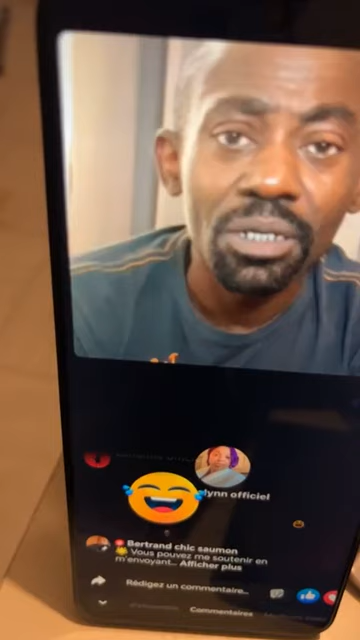 lynn officiel
Bertrand chic saumon
Vous pouvez me soutenir en
m'envoyant... Afficher plus
Rédigez un commentaire...
Commentaires